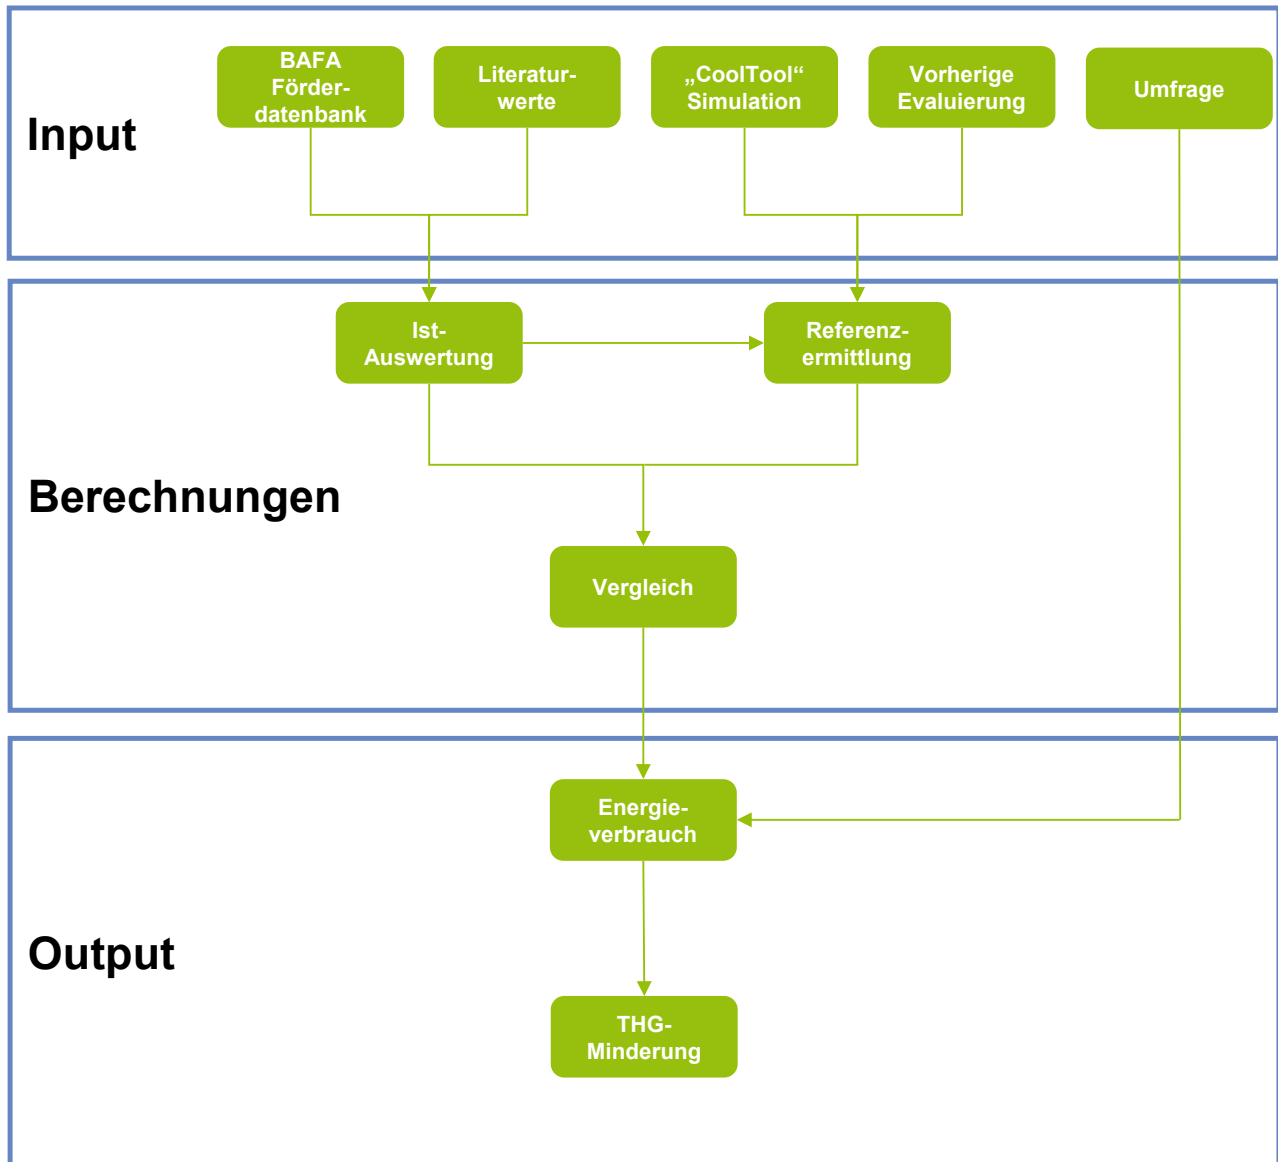 Input
BAFA
Förder-
datenbank
Literatur-
werte
„CoolTool“
Simulation
Vorherige
Evaluierung
Umfrage
Berechnungen
Ist-
Auswertung
Referenz-
ermittlung
Vergleich
Output
Energie-
verbrauch
THG-
Minderung